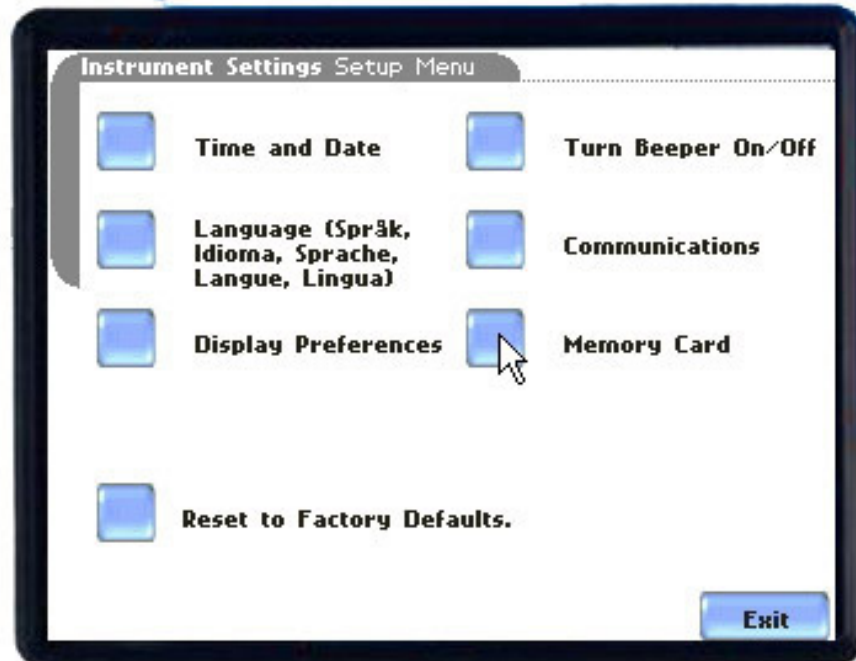 Instrument Settings Setup Menu
Time and Date
Turn Beeper On/Off
Language (Språk,
Idioma, Sprache,
Langue, Lingua)
Communications
Display Preferences
Memory Card
Reset to Factory Defaults.
Exit